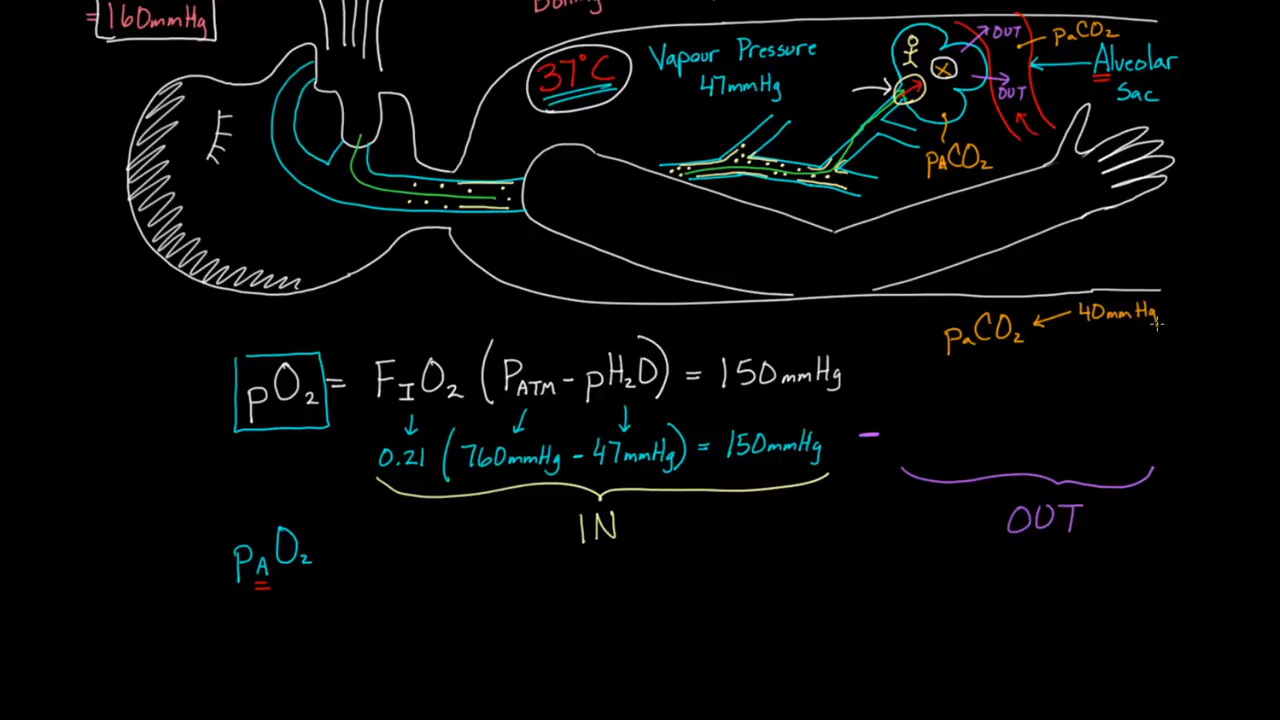 =160mmHg
Boiling
37°C
Vapour Pressure
47mmHg
OUT
OUT
PaCO2
Alveolar
Sac
PACO2
PaCO2 ← 40mmHg
pO2 = FIO2 (PATM - pH2O) = 150mmHg
0.21 (760mmHg - 47mmHg) = 150mmHg -
IN
OUT
PAO2